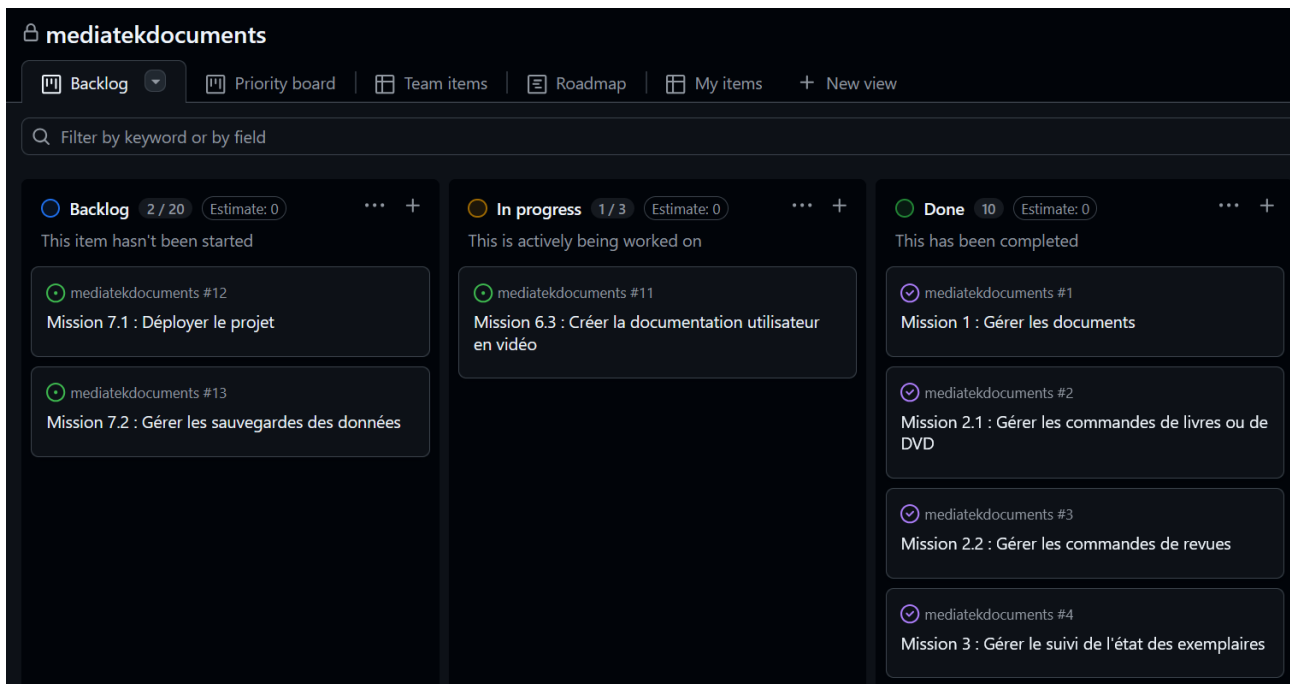 mediatekdocuments
Backlog
Priority board
Team items
Roadmap
My items
+ New view
Filter by keyword or by field
Backlog 2 / 20 Estimate: 0 ... +
This item hasn't been started
mediatekdocuments #12
Mission 7.1 : Déployer le projet
mediatekdocuments #13
Mission 7.2 : Gérer les sauvegardes des données
In progress 1 / 3 Estimate: 0 ... +
This is actively being worked on
mediatekdocuments #11
Mission 6.3 : Créer la documentation utilisateur
en vidéo
Done 10 Estimate: 0 ... +
This has been completed
mediatekdocuments #1
Mission 1 : Gérer les documents
mediatekdocuments #2
Mission 2.1 : Gérer les commandes de livres ou de
DVD
mediatekdocuments #3
Mission 2.2 : Gérer les commandes de revues
mediatekdocuments #4
Mission 3 : Gérer le suivi de l'état des exemplaires